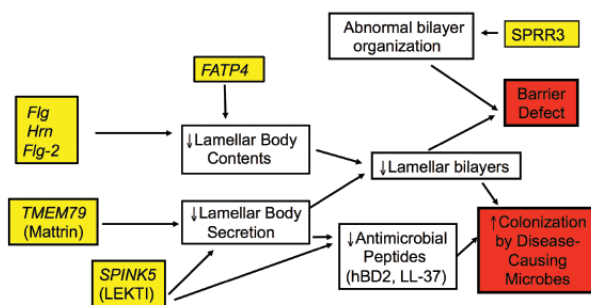 Abnormal bilayer
organization
SPRR3
FATP4
Barrier
Defect
Flg
Hrn
Flg-2
↓Lamellar Body
Contents
↓Lamellar bilayers
TMEM79
(Mattrin)
↓Lamellar Body
Secretion
↓Antimicrobial
Peptides
(hBD2, LL-37)
↑Colonization
by Disease-
Causing
Microbes
SPINK5
(LEKTI)